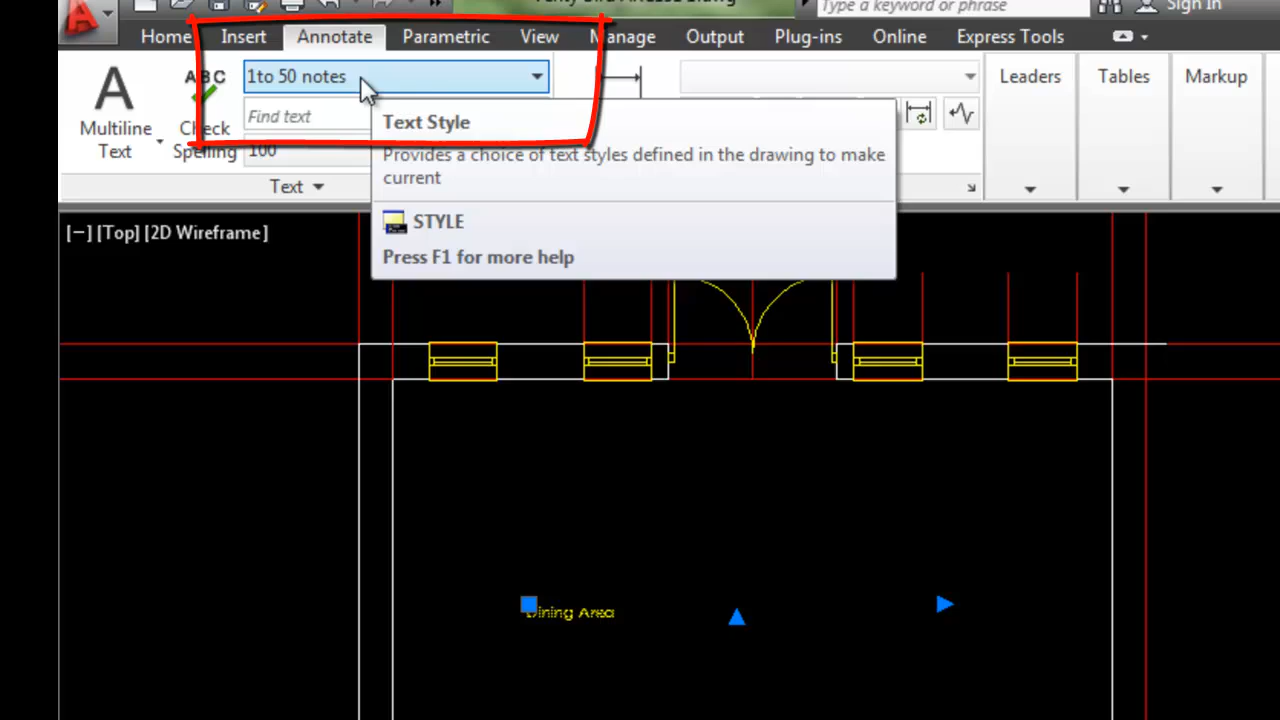 Type a keyword or phrase
Sign In
Home
Insert
Annotate
Parametric
View
Manage
Output
Plug-ins
Online
Express Tools
A
Multiline
Text
ABC
Check
Spelling
1to 50 notes
Find text
100
Text
Leaders
Tables
Markup
Text Style
Provides a choice of text styles defined in the drawing to make
current
STYLE
Press F1 for more help
[−] [Top] [2D Wireframe]
Dining Area